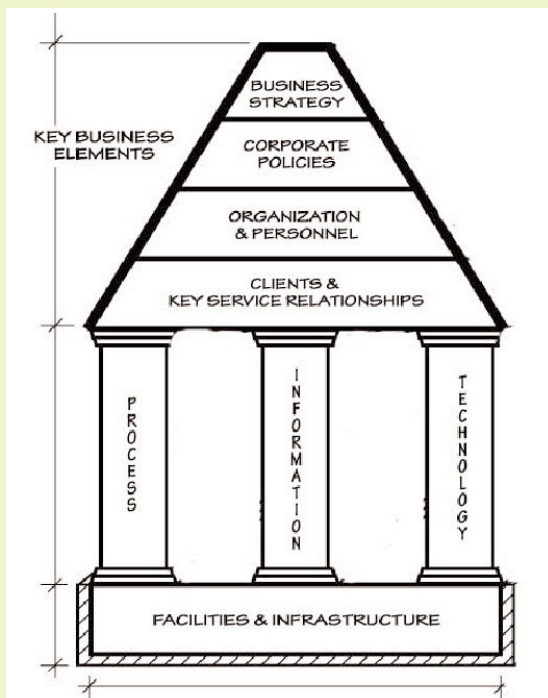 BUSINESS
STRATEGY
KEY BUSINESS
ELEMENTS
CORPORATE
POLICIES
ORGANIZATION
& PERSONNEL
CLIENTS &
KEY SERVICE RELATIONSHIPS
PROCESS
INFORMATION
TECHNOLOGY
FACILITIES & INFRASTRUCTURE